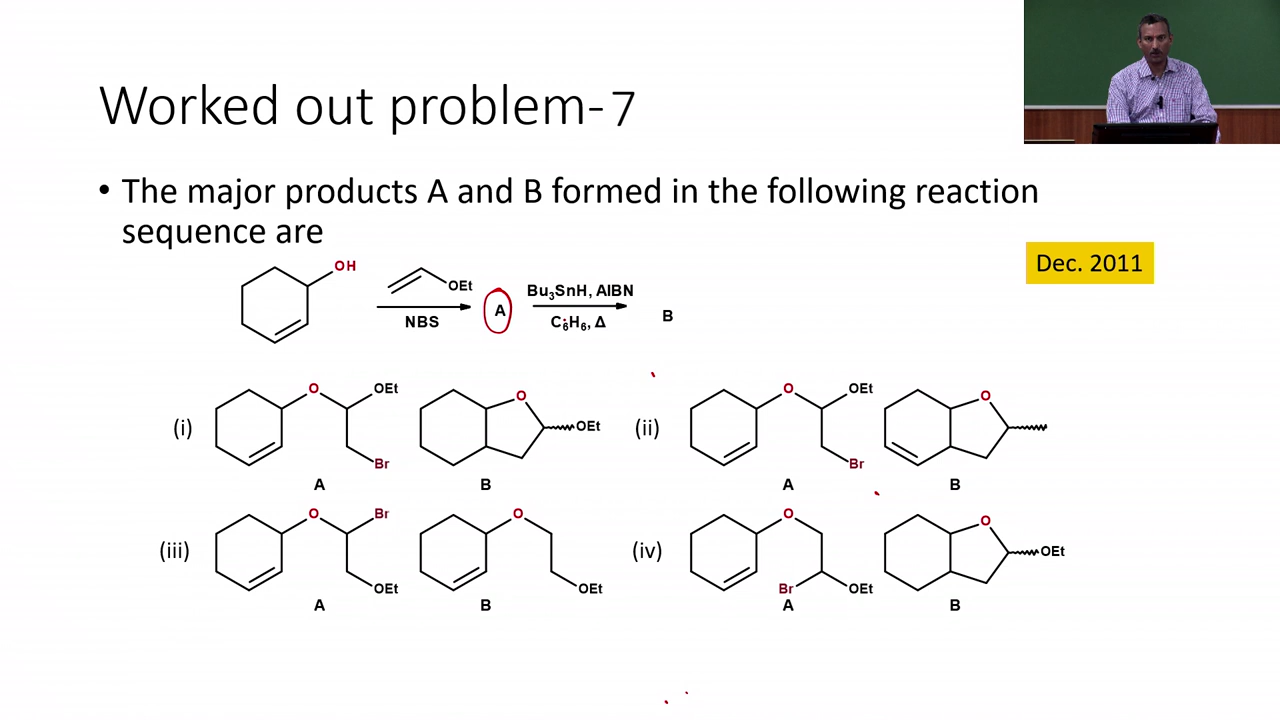 Worked out problem-7
• The major products A and B formed in the following reaction
sequence are
Dec. 2011
OH
OEt
NBS
A
Bu₃SnH, AIBN
C₆H₆, Δ
B
(i)
O
OEt
Br
A
O
OEt
B
(ii)
O
OEt
Br
A
O
B
(iii)
O
Br
OEt
A
O
OEt
B
(iv)
O
Br
OEt
A
O
OEt
B